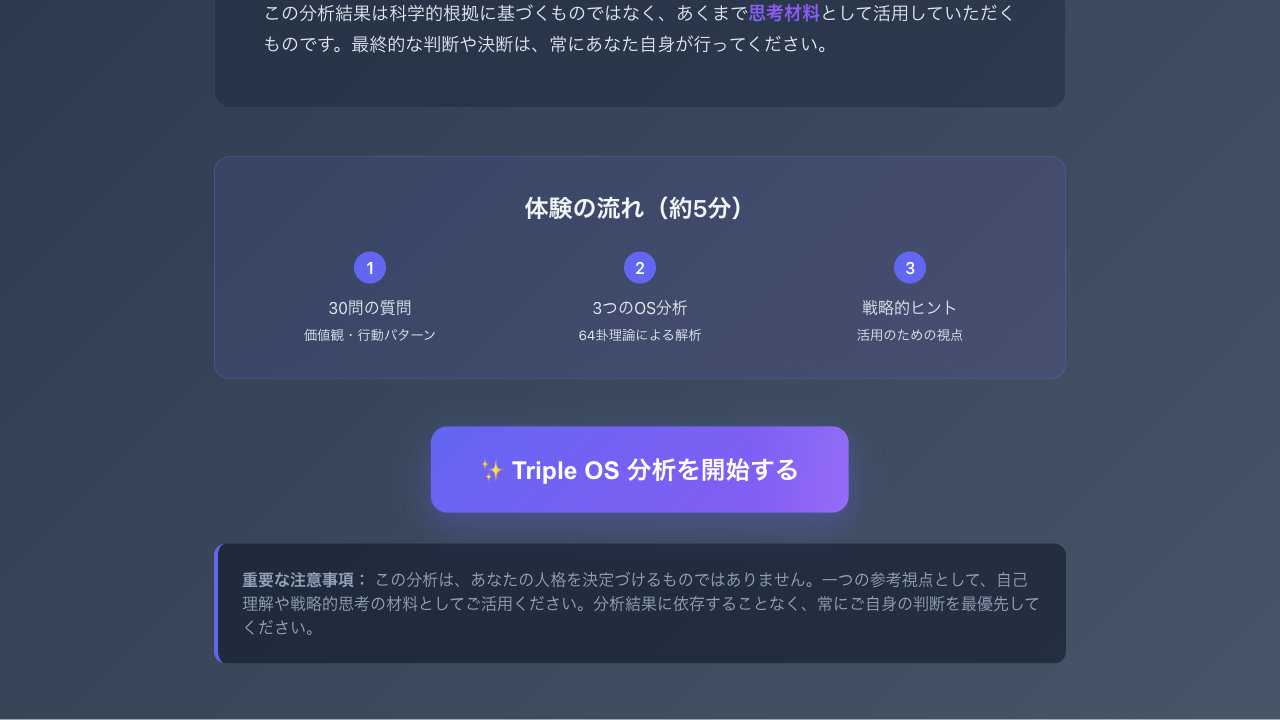 この分析結果は科学的根拠に基づくものではなく、あくまで思考材料として活用していただく
ものです。最終的な判断や決断は、常にあなた自身が行ってください。
体験の流れ（約5分）
1
2
3
30問の質問
3つのOS分析
戦略的ヒント
価値観・行動パターン
64卦理論による解析
活用のための視点
✨ Triple OS 分析を開始する
重要な注意事項： この分析は、あなたの人格を決定づけるものではありません。一つの参考視点として、自己
理解や戦略的思考の材料としてご活用ください。分析結果に依存することなく、常にご自身の判断を最優先して
ください。